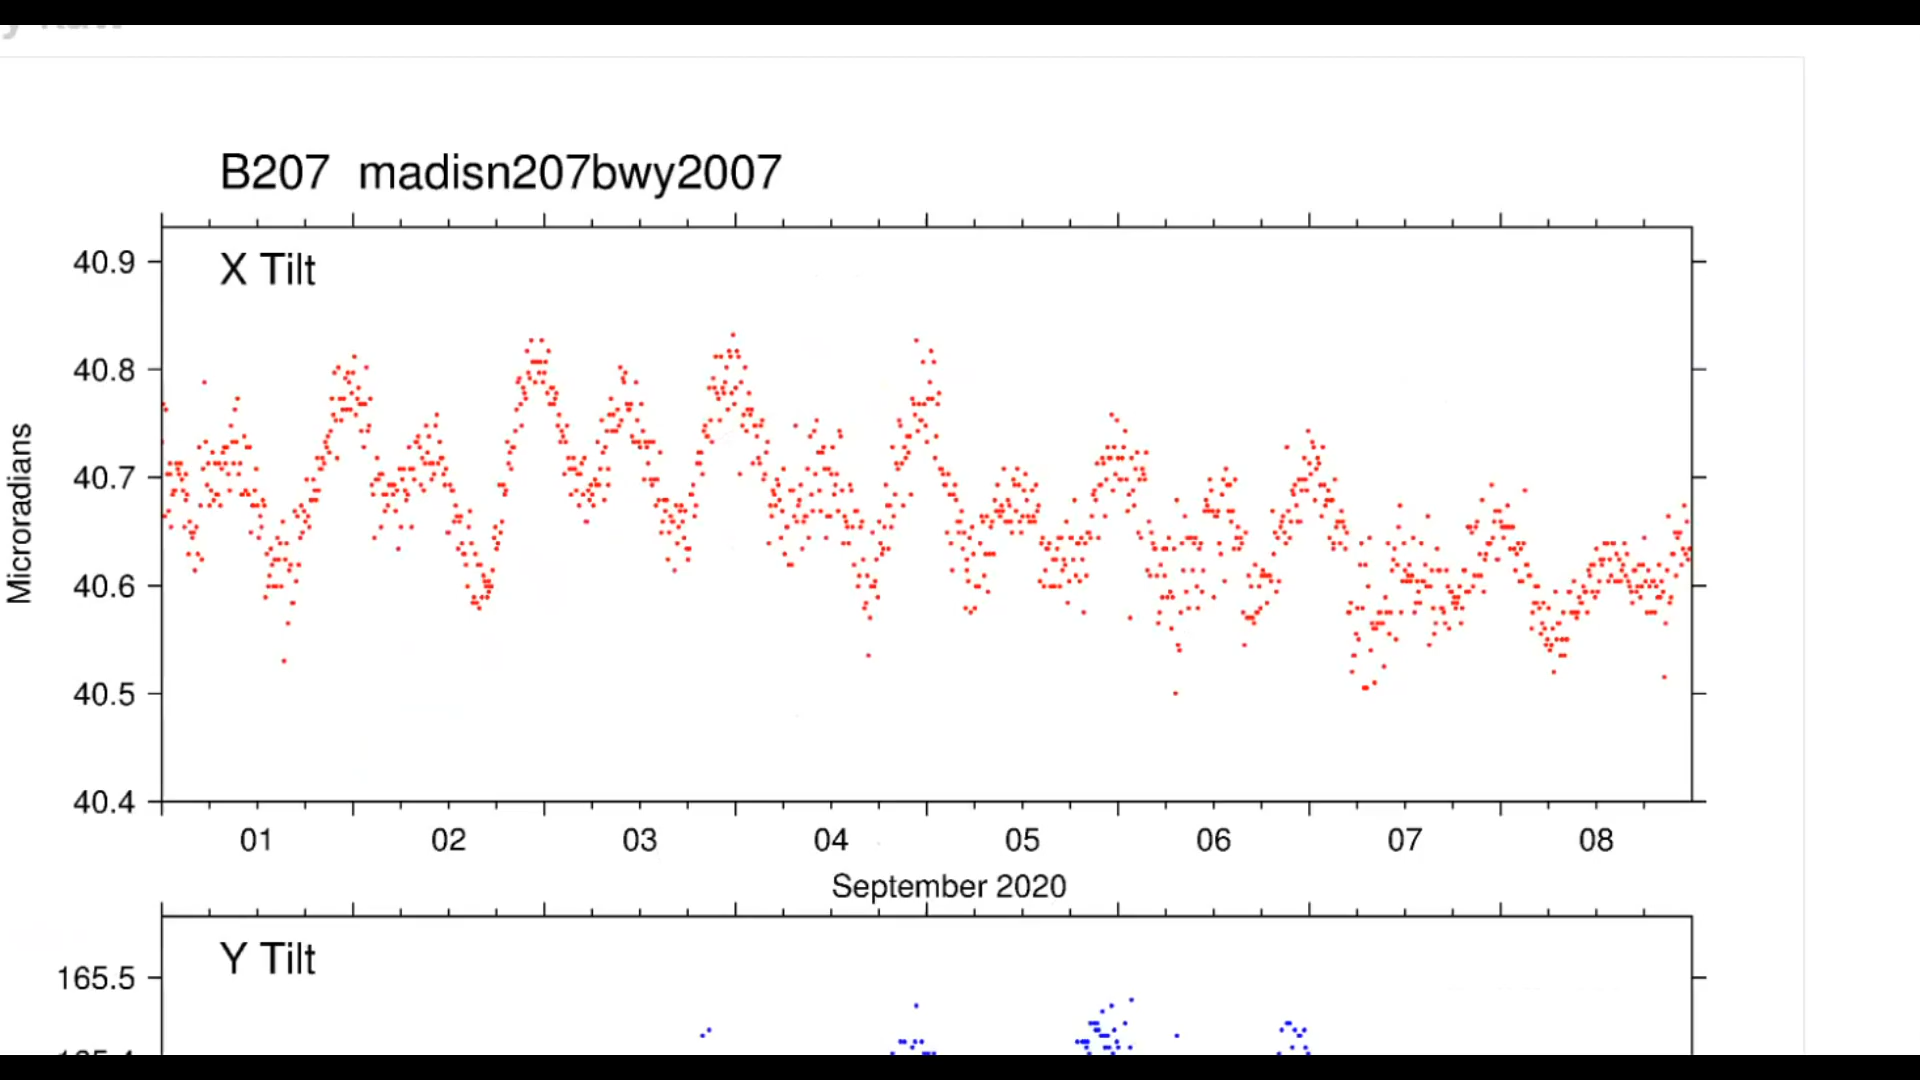 B207 madisn207bwy2007
X Tilt
40.9
40.8
40.7
40.6
40.5
40.4
Microradians
01 02 03 04 05 06 07 08
September 2020
Y Tilt
165.5